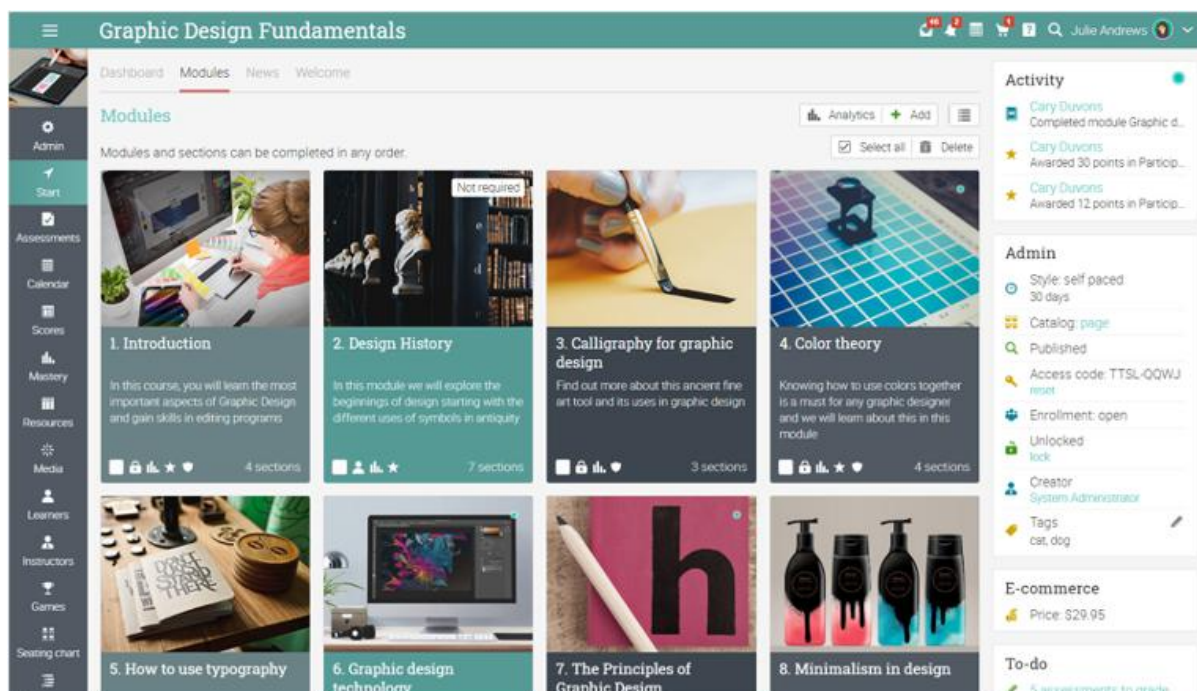 Graphic Design Fundamentals
46
2
1
?
Julie Andrews
Dashboard
Modules
News
Welcome
Modules
Analytics
Add
Modules and sections can be completed in any order.
Select all
Delete
Admin
Start
Assessments
Calendar
Scores
Mastery
Resources
Media
Learners
Instructors
Games
Seating chart
1. Introduction
In this course, you will learn the most
important aspects of Graphic Design
and gain skills in editing programs
4 sections
Not required
2. Design History
In this module we will explore the
beginnings of design starting with the
different uses of symbols in antiquity
7 sections
3. Calligraphy for graphic
design
Find out more about this ancient fine
art tool and its uses in graphic design
3 sections
4. Color theory
Knowing how to use colors together
is a must for any graphic designer
and we will learn about this in this
module
4 sections
5. How to use typography
6. Graphic design
technology
h
7. The Principles of
Graphic Design
8. Minimalism in design
Activity
Cary Duvons
Completed module Graphic d...
Cary Duvons
Awarded 30 points in Particip...
Cary Duvons
Awarded 12 points in Particip...
Admin
Style: self paced
30 days
Catalog: page
Published
Access code: TTSL-QQWJ
reset
Enrollment: open
Unlocked
lock
Creator
System Administrator
Tags
cat, dog
E-commerce
Price: $29.95
To-do
5 assessments to grade